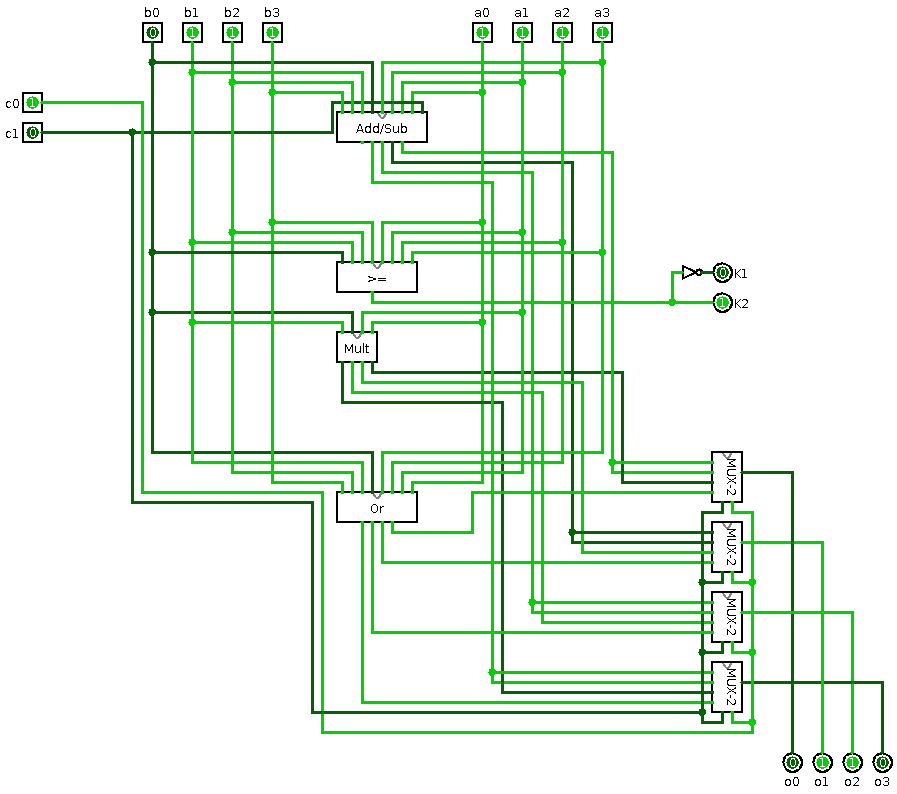 b0 b1 b2 b3 a0 a1 a2 a3
0 1 1 1 1 1 1 1
c0 1
c1 0
Add/Sub
>=
0 K1
1 K2
Mult
MUX-2
Or
MUX-2
MUX-2
MUX-2
0 1 1 0
o0 o1 o2 o3